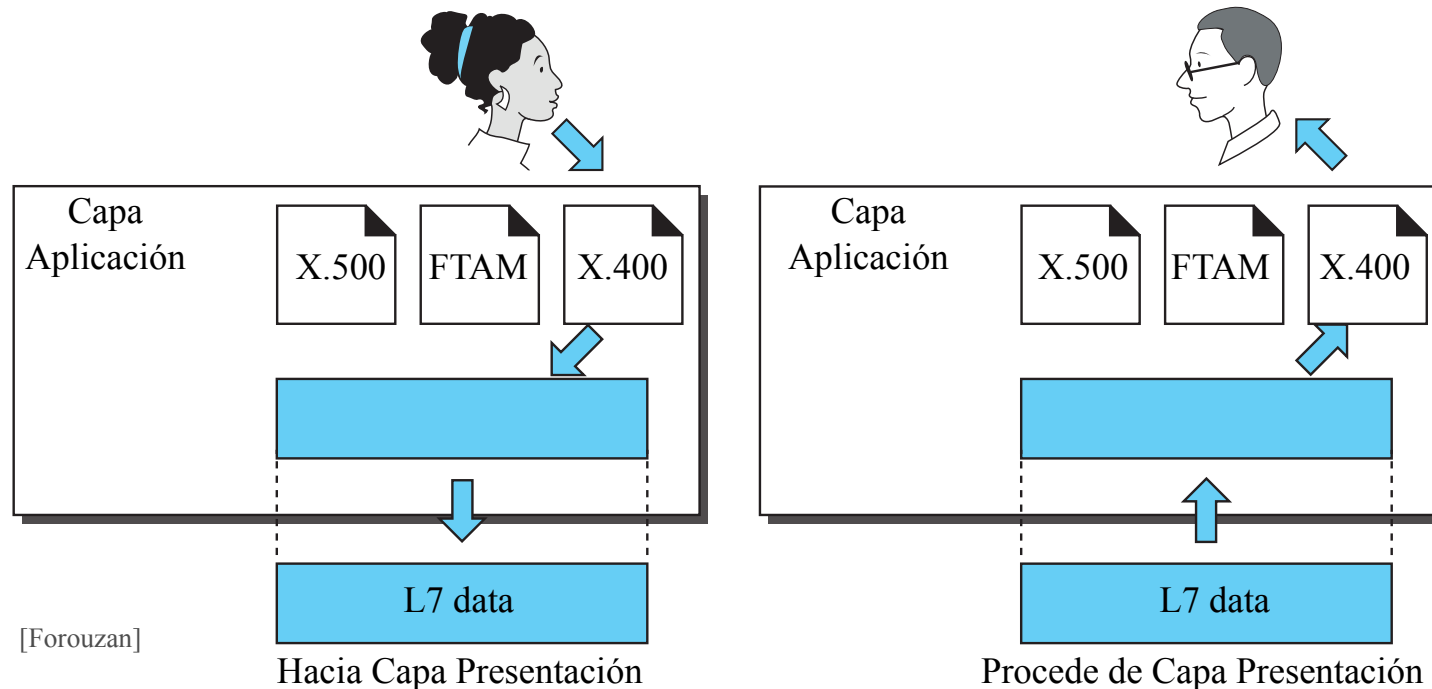 Capa
Aplicación
X.500
FTAM
X.400
L7 data
[Forouzan]
Hacia Capa Presentación
Capa
Aplicación
X.500
FTAM
X.400
L7 data
Procede de Capa Presentación